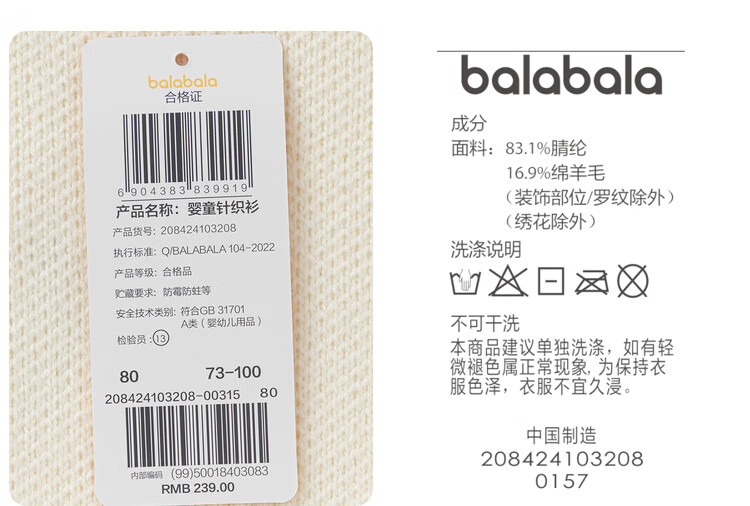 balabala
合格证
6 904383 839919
产品名称：婴童针织衫
产品货号：208424103208
执行标准：Q/BALABALA 104-2022
产品等级：合格品
贮藏要求：防霉防蛀等
安全技术类别：符合GB 31701
A类（婴幼儿用品）
检验员：13
80 73-100
208424103208-00315 80
内部编码 (99)50018403083
RMB 239.00
balabala
成分
面料：83.1%腈纶
16.9%绵羊毛
（装饰部位/罗纹除外）
（绣花除外）
洗涤说明
不可干洗
本商品建议单独洗涤，如有轻
微褪色属正常现象，为保持衣
服色泽，衣服不宜久浸。
中国制造
208424103208
0157